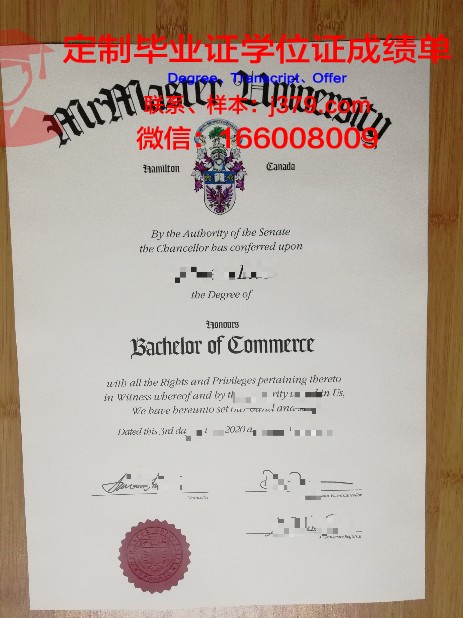 定制毕业证学位证成绩单
Degree、Transcript、Offer
McMaster University
联系、样本：j379.com
微信：166008009
Hamilton
Canada
By the Authority of the Senate
the Chancellor has conferred upon
the Degree of
Honours
Bachelor of Commerce
with all the Rights and Privileges pertaining thereto
in Witness whereof and by in Us,
We have hereunto set and
Dated this 3rd 2020